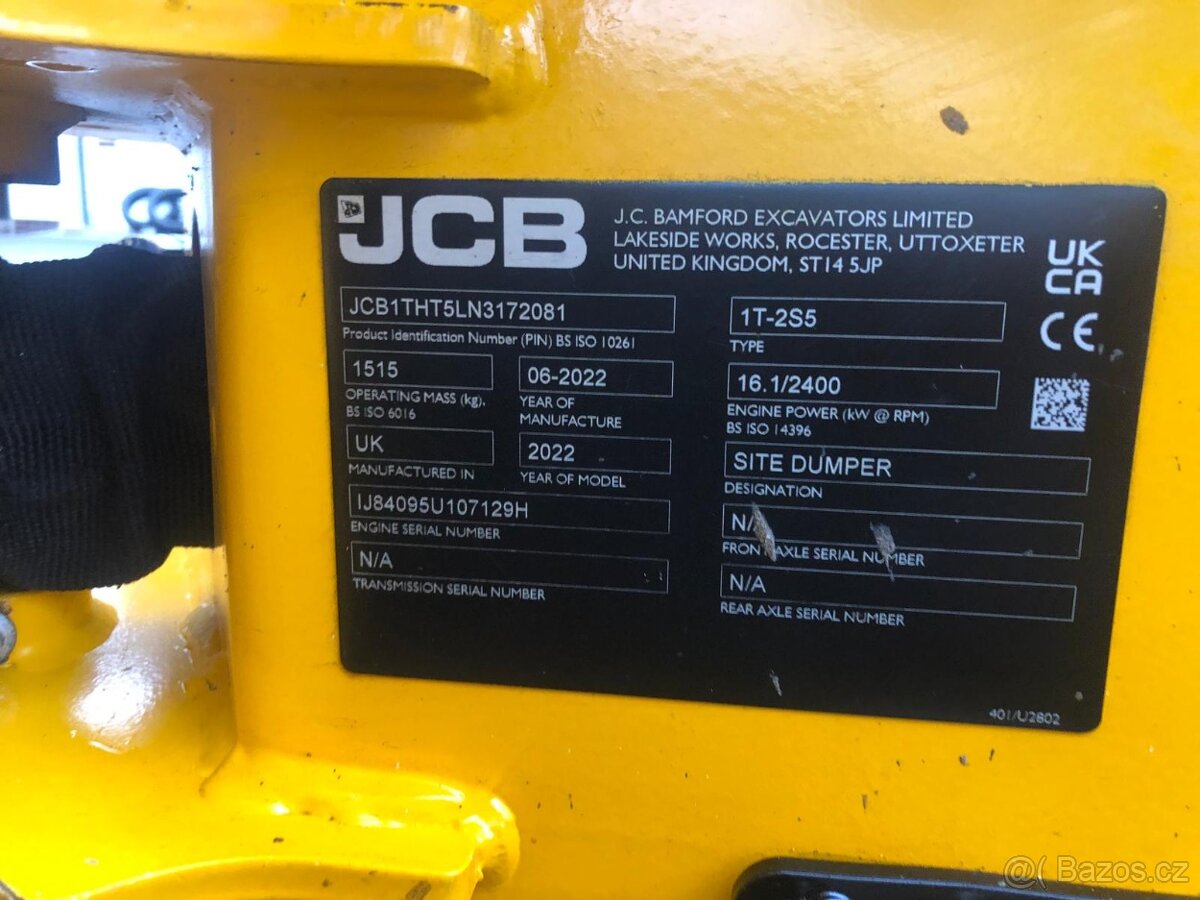 JCB
J.C. BAMFORD EXCAVATORS LIMITED
LAKESIDE WORKS, ROCESTER, UTTOXETER
UNITED KINGDOM, ST14 5JP
UK
CA
CE
JCB1THT5LN3172081
Product Identification Number (PIN) BS ISO 10261
1T-2S5
TYPE
1515
OPERATING MASS (kg).
BS ISO 6016
06-2022
YEAR OF
MANUFACTURE
16.1/2400
ENGINE POWER (kW @ RPM)
BS ISO 14396
UK
MANUFACTURED IN
2022
YEAR OF MODEL
SITE DUMPER
DESIGNATION
IJ84095U107129H
ENGINE SERIAL NUMBER
N/A
FRONT AXLE SERIAL NUMBER
N/A
TRANSMISSION SERIAL NUMBER
N/A
REAR AXLE SERIAL NUMBER
401/U2802
Bazos.cz